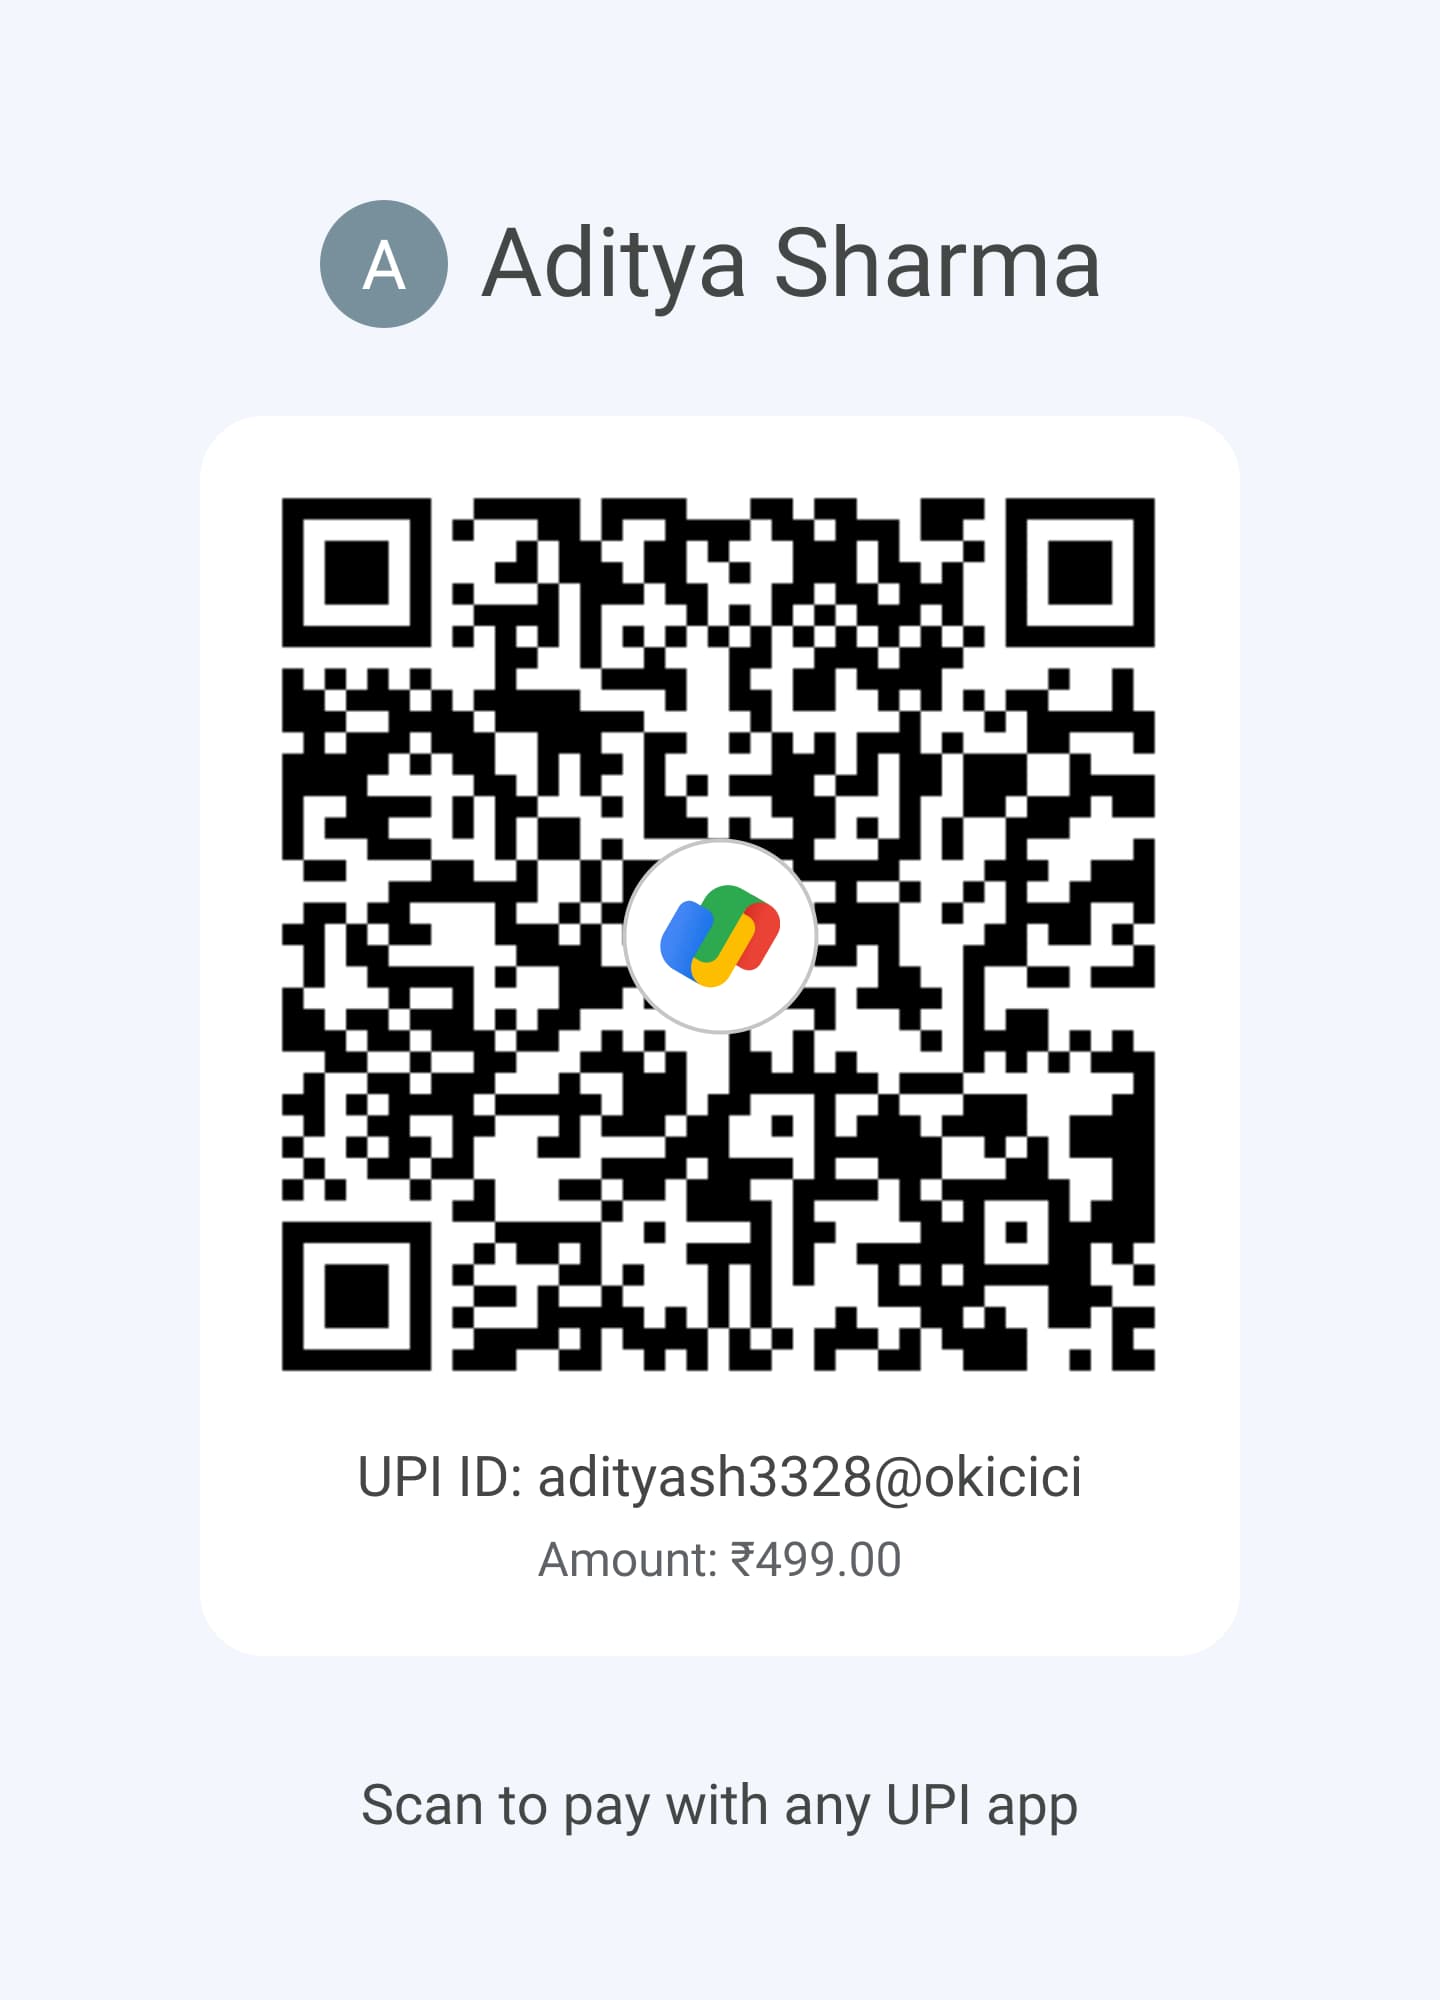 A
Aditya Sharma
UPI ID: adityash3328@okicici
Amount: ₹499.00
Scan to pay with any UPI app